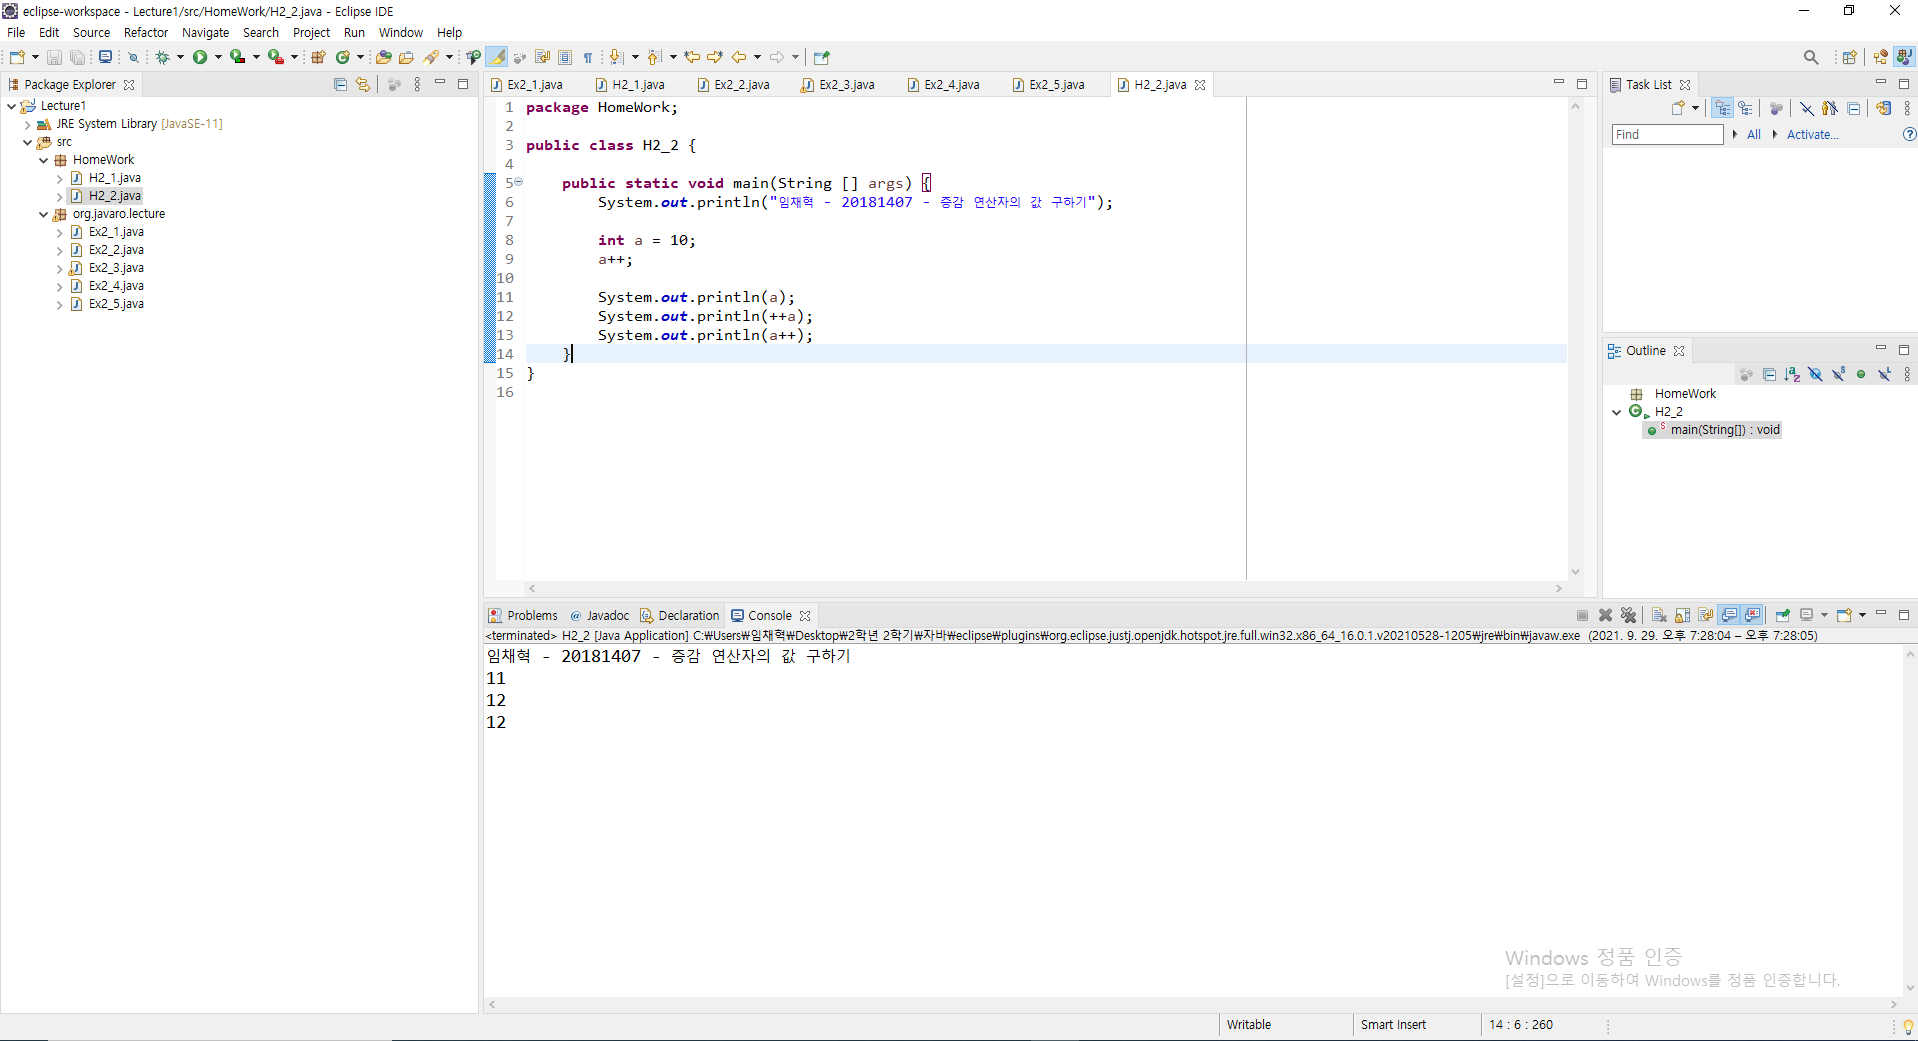 eclipse-workspace - Lecture1/src/HomeWork/H2_2.java - Eclipse IDE
File Edit Source Refactor Navigate Search Project Run Window Help
Package Explorer
Lecture1
JRE System Library [JavaSE-11]
src
HomeWork
H2_1.java
H2_2.java
org.javaro.lecture
Ex2_1.java
Ex2_2.java
Ex2_3.java
Ex2_4.java
Ex2_5.java
Ex2_1.java H2_1.java Ex2_2.java Ex2_3.java Ex2_4.java Ex2_5.java H2_2.java
1 package HomeWork;
2
3 public class H2_2 {
4
5 public static void main(String [] args) {
6 System.out.println("임채혁 - 20181407 - 증감 연산자의 값 구하기");
7
8 int a = 10;
9 a++;
10
11 System.out.println(a);
12 System.out.println(++a);
13 System.out.println(a++);
14 }
15 }
16
Task List
Find All Activate...
Outline
HomeWork
H2_2
main(String[]) : void
Problems @ Javadoc Declaration Console
<terminated> H2_2 [Java Application] C:₩Users₩임채혁₩Desktop₩2학년 2학기₩자바₩eclipse₩plugins₩org.eclipse.justj.openjdk.hotspot.jre.full.win32.x86_64_16.0.1.v20210528-1205₩jre₩bin₩javaw.exe (2021. 9. 29. 오후 7:28:04 – 오후 7:28:05)
임채혁 - 20181407 - 증감 연산자의 값 구하기
11
12
12
Windows 정품 인증
[설정]으로 이동하여 Windows를 정품 인증합니다.
Writable Smart Insert 14 : 6 : 260